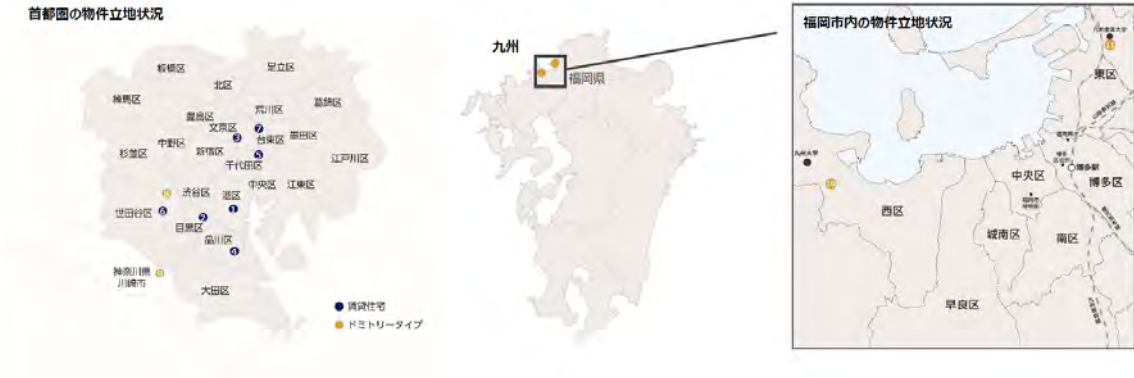 首都圏の物件立地状況
足立区
板橋区
北区
練馬区
葛飾区
豊島区
荒川区
文京区
❼
❸
台東区
墨田区
中野区
新宿区
杉並区
❺
江戸川区
千代田区
中央区
江東区
渋谷区
港区
世田谷区
❻
❷
❶
目黒区
品川区
❹
神奈川県
川崎市
大田区
賃貸住宅
ドミトリータイプ
九州
福岡県
福岡市内の物件立地状況
東区
九州大学
博多駅
中央区
博多区
西区
城南区
南区
早良区